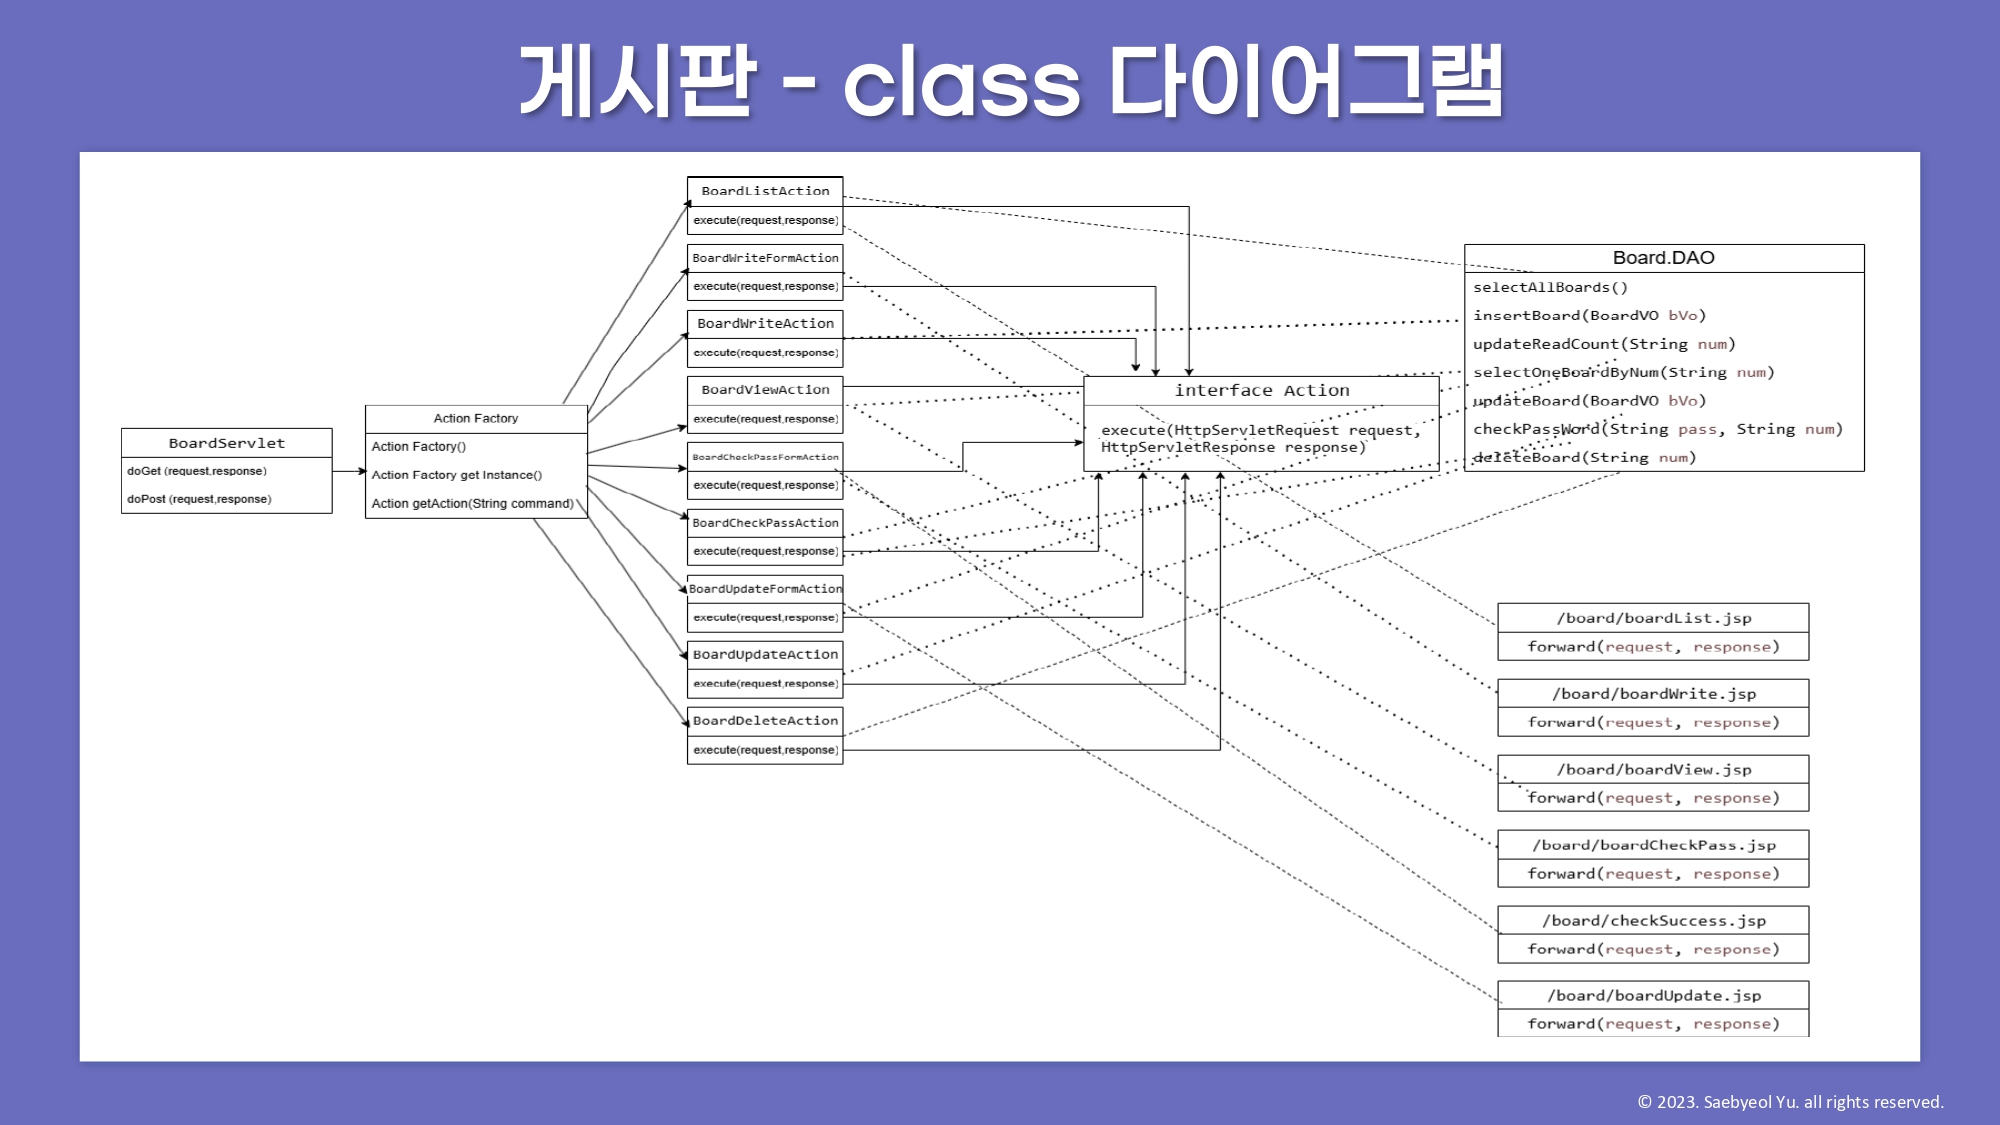 게시판 - class 다이어그램
BoardServlet
doGet (request,response)
doPost (request,response)
Action Factory
Action Factory()
Action Factory get Instance()
Action getAction(String command)
BoardListAction
execute(request,response)
BoardWriteFormAction
execute(request,response)
BoardWriteAction
execute(request,response)
BoardViewAction
execute(request,response)
BoardCheckPassFormAction
execute(request,response)
BoardCheckPassAction
execute(request,response)
BoardUpdateFormAction
execute(request,response)
BoardUpdateAction
execute(request,response)
BoardDeleteAction
execute(request,response)
interface Action
execute(HttpServletRequest request,
HttpServletResponse response)
Board.DAO
selectAllBoards()
insertBoard(BoardVO bVo)
updateReadCount(String num)
selectOneBoardByNum(String num)
updateBoard(BoardVO bVo)
checkPassWord(String pass, String num)
deleteBoard(String num)
/board/boardList.jsp
forward(request, response)
/board/boardWrite.jsp
forward(request, response)
/board/boardView.jsp
forward(request, response)
/board/boardCheckPass.jsp
forward(request, response)
/board/checkSuccess.jsp
forward(request, response)
/board/boardUpdate.jsp
forward(request, response)
© 2023. Saebyeol Yu. all rights reserved.